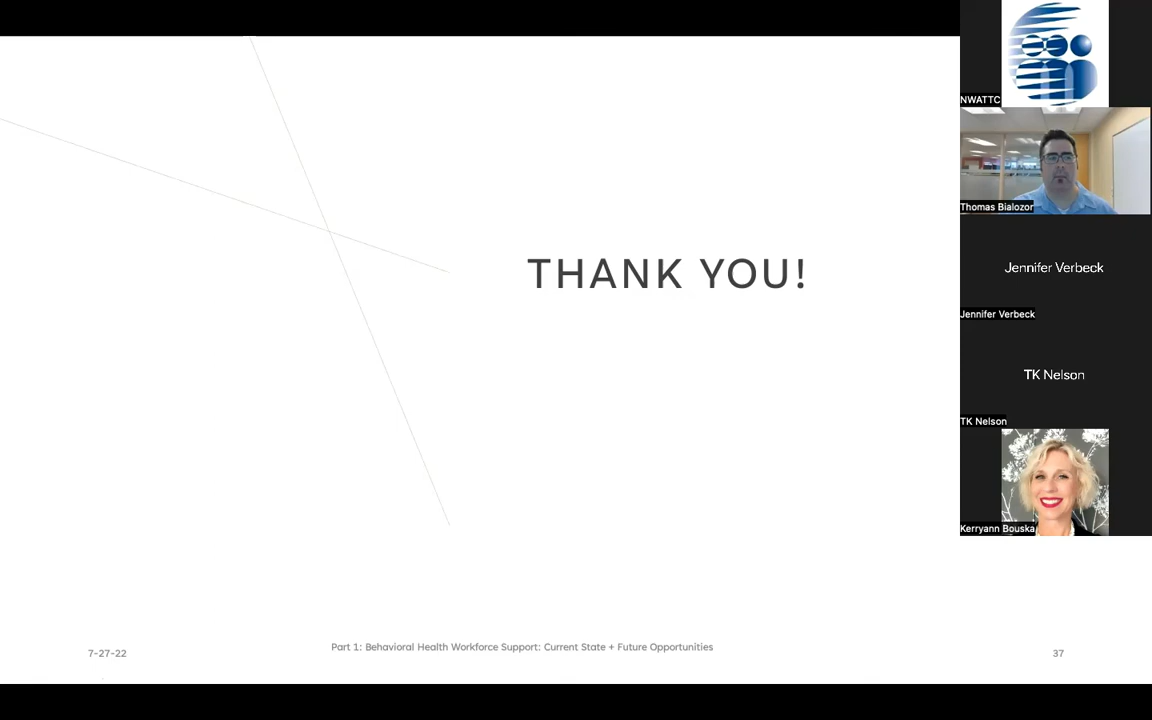 NWATTC
Thomas Bialozor
THANK YOU!
Jennifer Verbeck
Jennifer Verbeck
TK Nelson
TK Nelson
Kerryann Bouska
7-27-22
Part 1: Behavioral Health Workforce Support: Current State + Future Opportunities
37